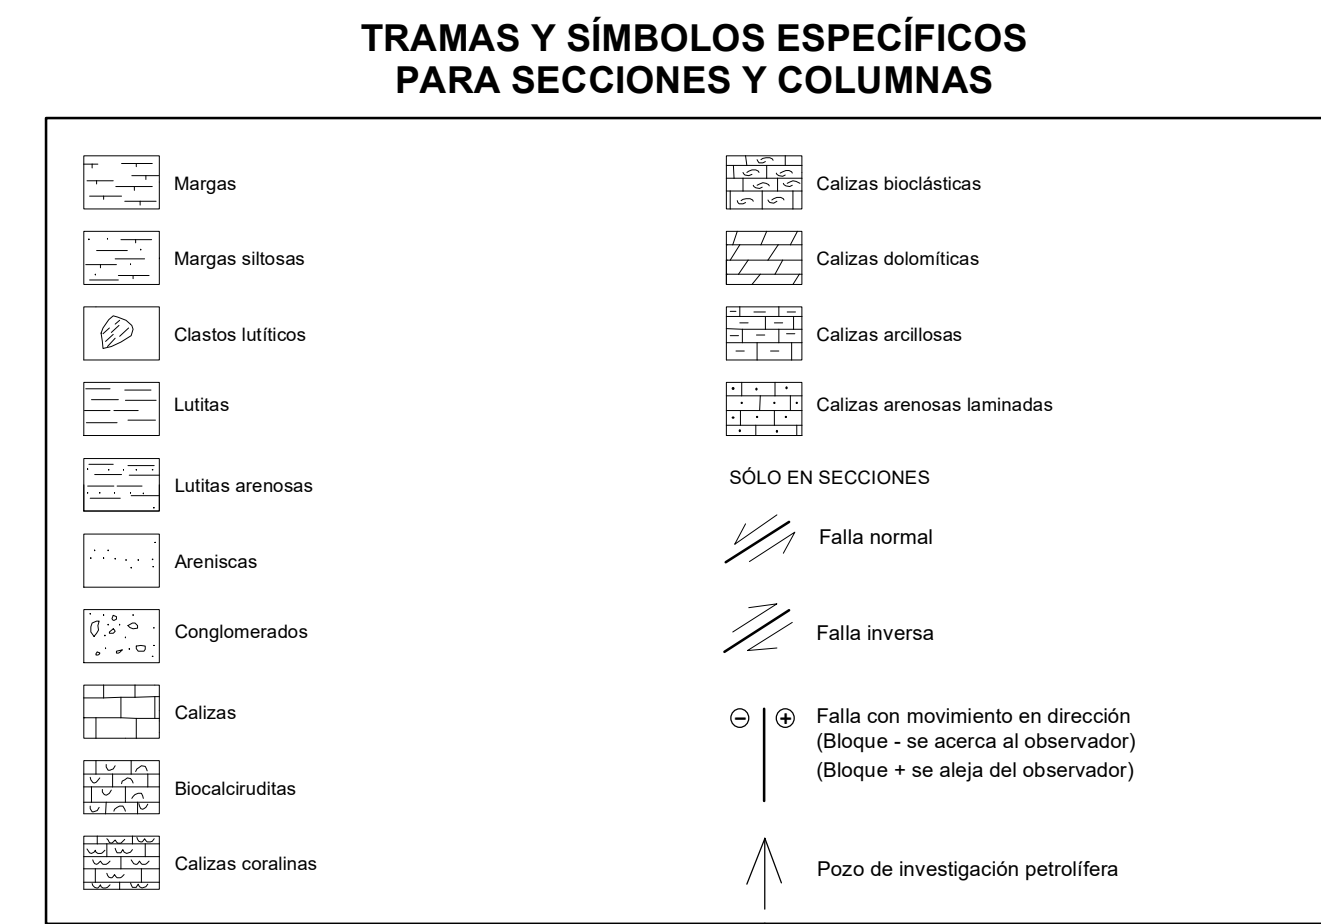 TRAMAS Y SÍMBOLOS ESPECÍFICOS
PARA SECCIONES Y COLUMNAS
Margas
Margas siltosas
Clastos lutíticos
Lutitas
Lutitas arenosas
Areniscas
Conglomerados
Calizas
Biocalciruditas
Calizas coralinas
Calizas bioclásticas
Calizas dolomíticas
Calizas arcillosas
Calizas arenosas laminadas
SÓLO EN SECCIONES
Falla normal
Falla inversa
Falla con movimiento en dirección
(Bloque - se acerca al observador)
(Bloque + se aleja del observador)
Pozo de investigación petrolífera